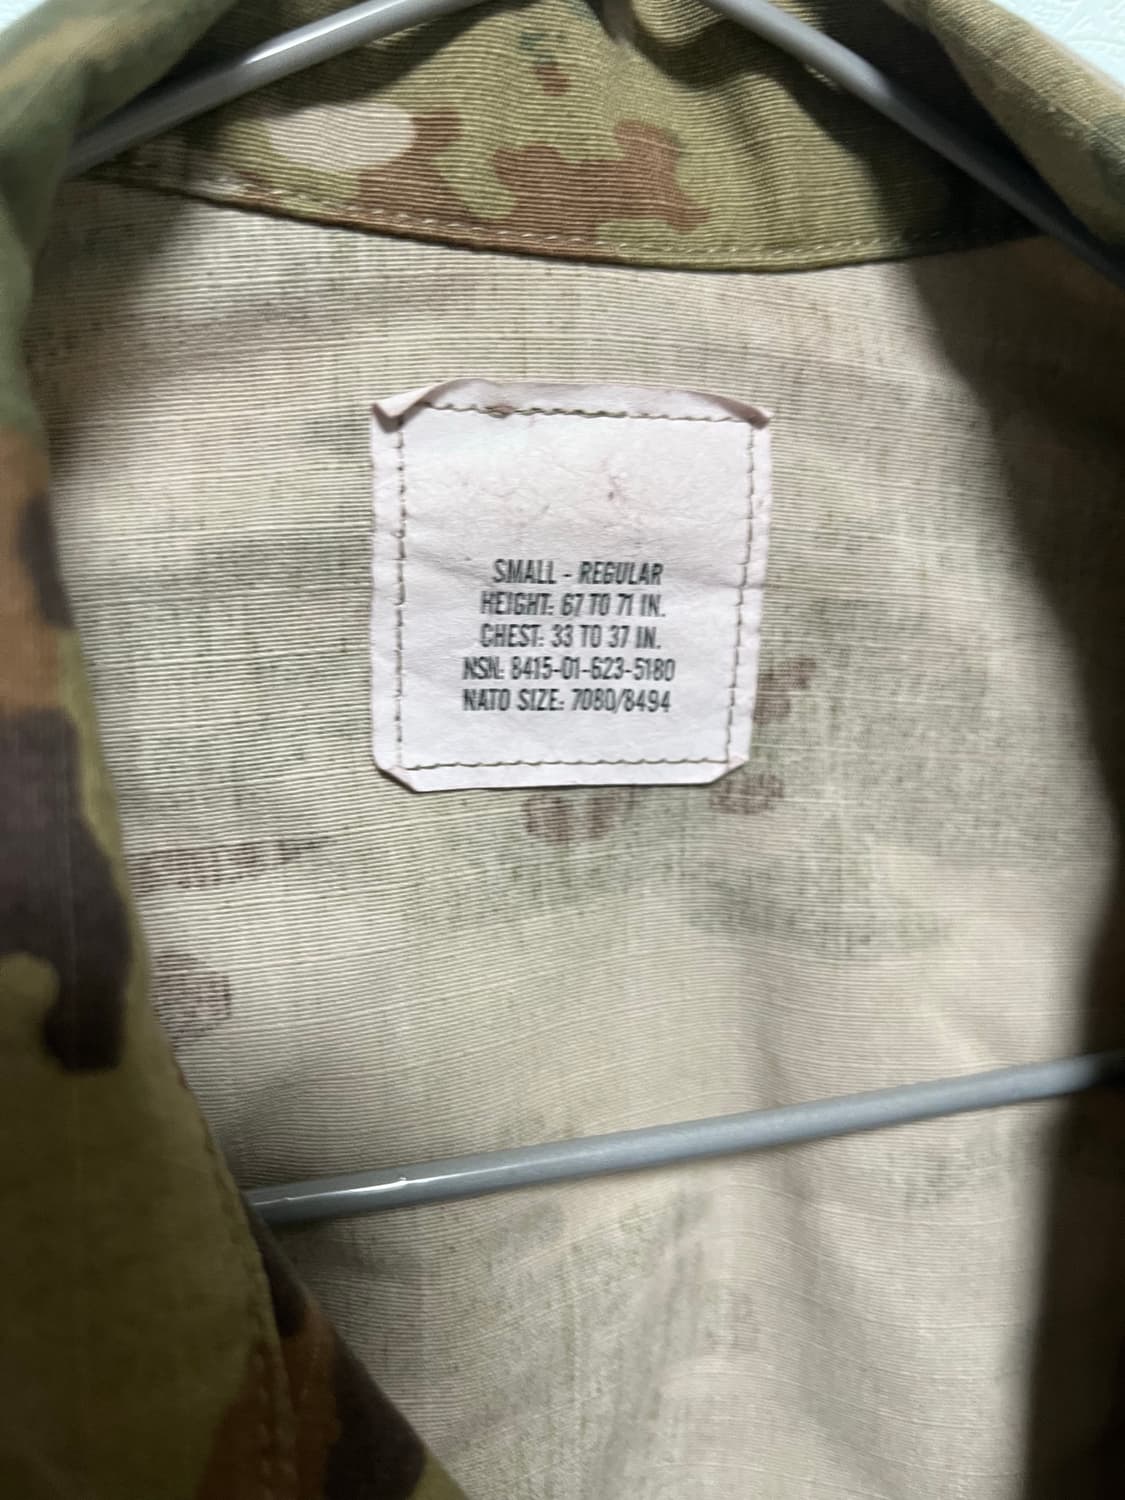 SMALL - REGULAR
HEIGHT: 67 TO 71 IN.
CHEST: 33 TO 37 IN.
NSN: 8415-01-623-5180
NATO SIZE: 7080/8494